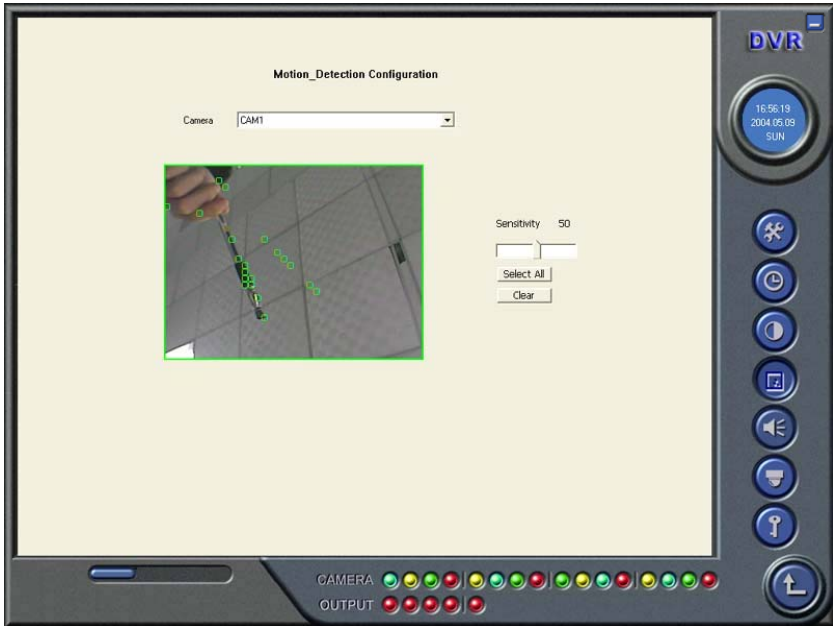 DVR
16:56:19
2004.05.09
SUN
Motion_Detection Configuration
Camera CAM1
Sensitivity 50
Select All
Clear
CAMERA
OUTPUT